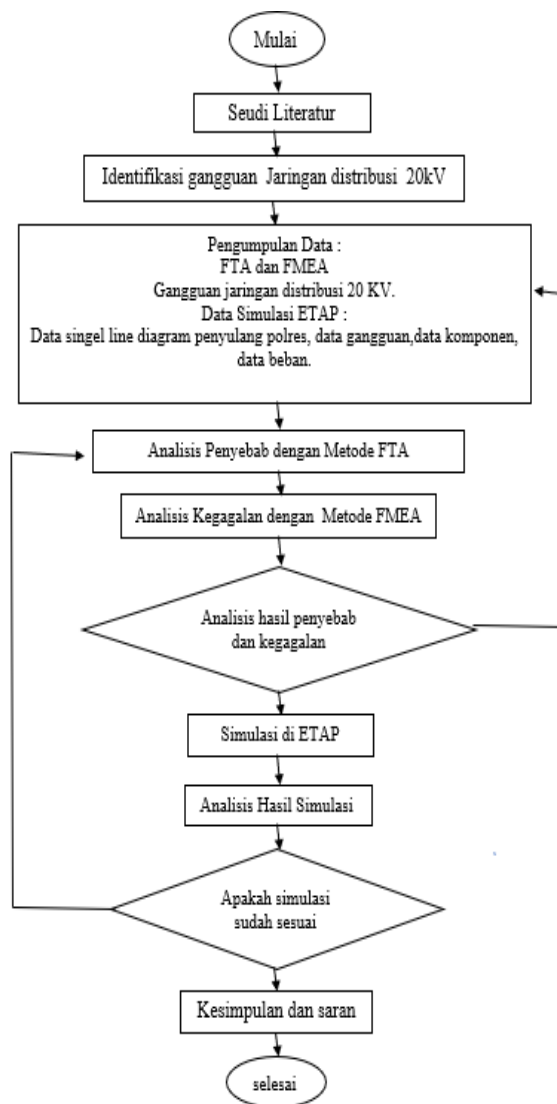 Mulai
Seudi Literatur
Identifikasi gangguan Jaringan distribusi 20kV
Pengumpulan Data :
FTA dan FMEA
Gangguan jaringan distribusi 20 KV.
Data Simulasi ETAP :
Data singel line diagram penyulang polres, data gangguan,data komponen,
data beban.
Analisis Penyebab dengan Metode FTA
Analisis Kegagalan dengan Metode FMEA
Analisis hasil penyebab
dan kegagalan
Simulasi di ETAP
Analisis Hasil Simulasi
Apakah simulasi
sudah sesuai
Kesimpulan dan saran
selesai